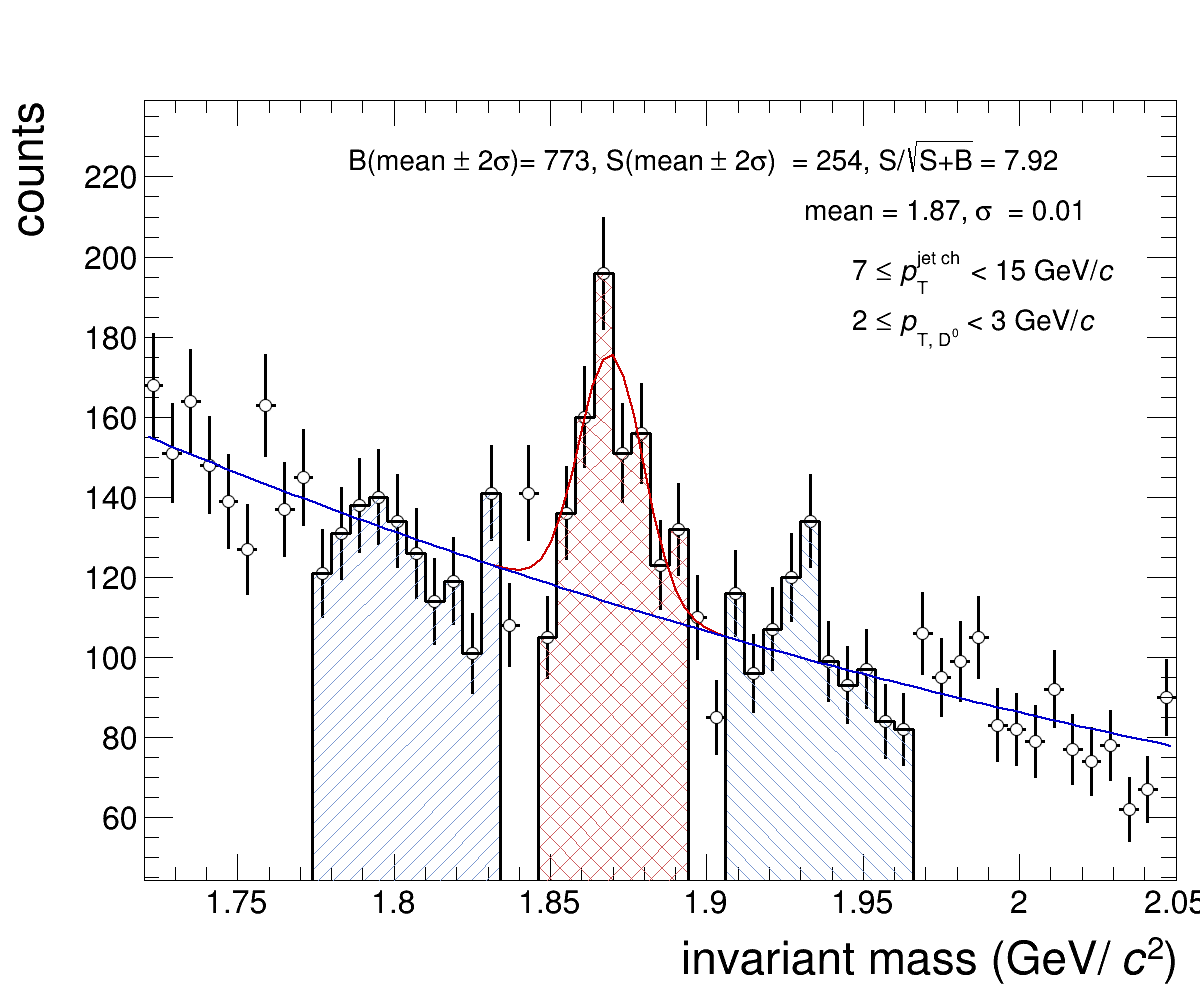 counts
B(mean ± 2σ)= 773, S(mean ± 2σ) = 254, S/√S+B = 7.92
mean = 1.87, σ = 0.01
7 ≤ p_T^jet ch < 15 GeV/c
2 ≤ p_T, D⁰ < 3 GeV/c
220
200
180
160
140
120
100
80
60
1.75 1.8 1.85 1.9 1.95 2 2.05
invariant mass (GeV/ c²)